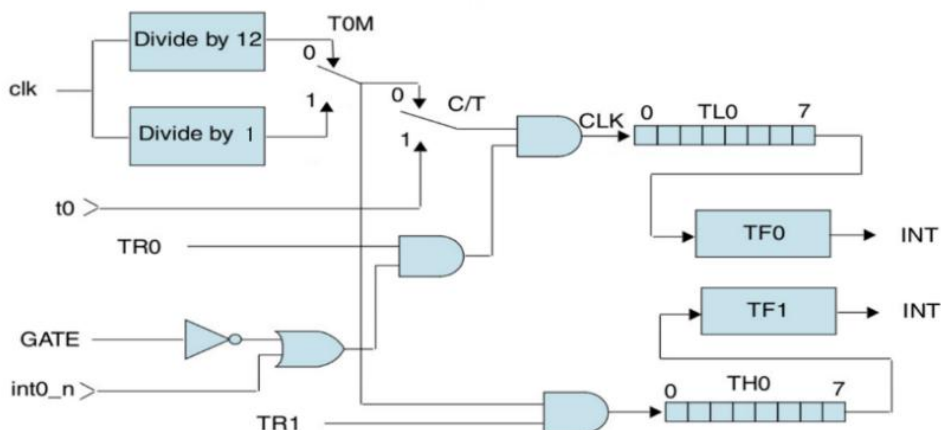 T0M
Divide by 12
0
clk
1
Divide by 1
0
C/T
1
CLK
0 TL0 7
t0
TR0
TF0
INT
TF1
INT
GATE
int0_n
0 TH0 7
TR1